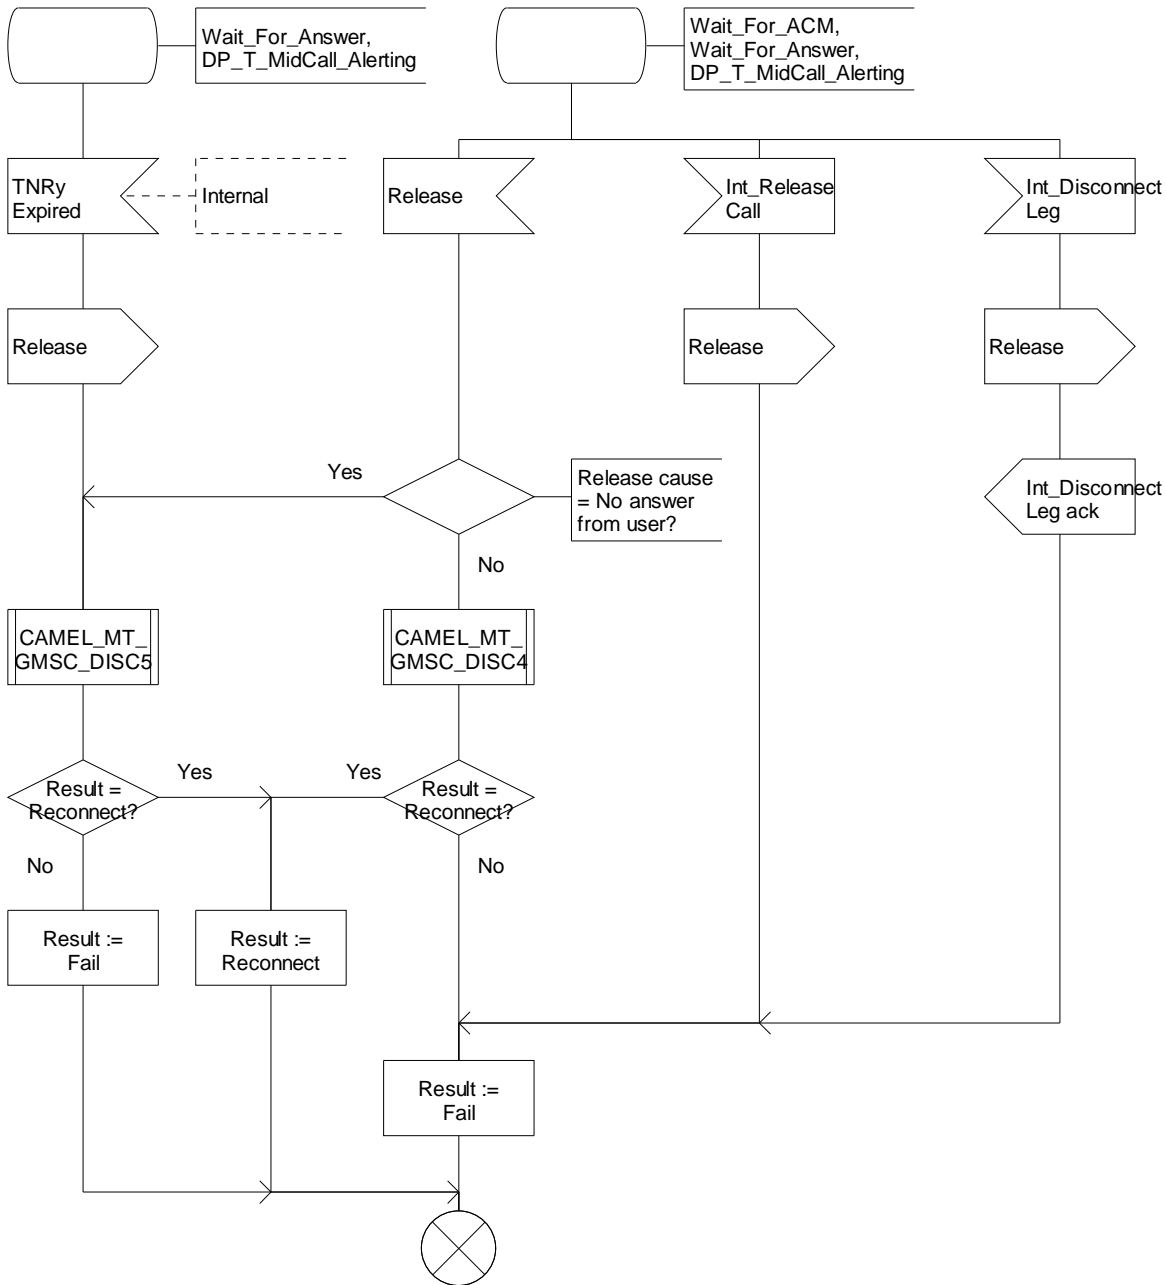 Wait_For_Answer,
DP_T_MidCall_Alerting
Wait_For_ACM,
Wait_For_Answer,
DP_T_MidCall_Alerting
TNRy
Expired
Internal
Release
Int_Release
Call
Int_Disconnect
Leg
Release
Release
Release
Yes
Release cause
= No answer
from user?
Int_Disconnect
Leg ack
No
CAMEL_MT_
GMSC_DISC5
CAMEL_MT_
GMSC_DISC4
Result =
Reconnect?
Yes
Yes
Result =
Reconnect?
No
No
Result :=
Fail
Result :=
Reconnect
Result :=
Fail